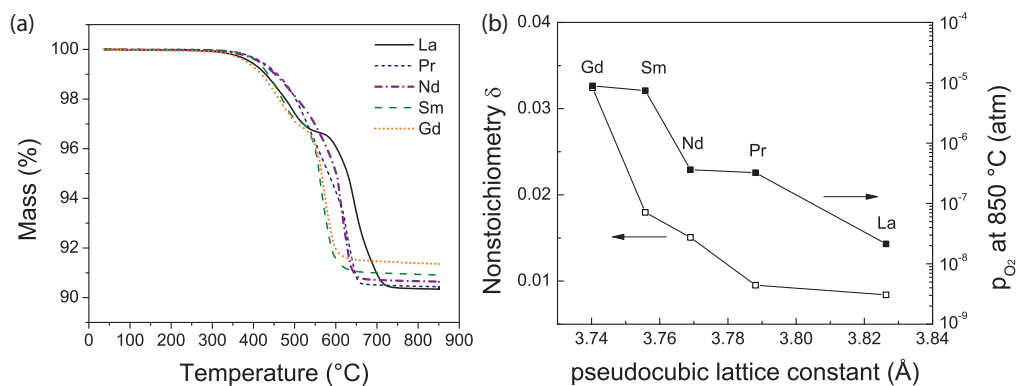 (a)
100
98
96
94
92
90
Mass (%)
0 100 200 300 400 500 600 700 800 900
Temperature (°C)
La
Pr
Nd
Sm
Gd
(b)
0.04
0.03
0.02
0.01
Nonstoichiometry δ
Gd
Sm
Nd
Pr
La
3.74 3.76 3.78 3.80 3.82 3.84
pseudocubic lattice constant (Å)
10⁻⁴
10⁻⁵
10⁻⁶
10⁻⁷
10⁻⁸
10⁻⁹
p_O₂ at 850 °C (atm)